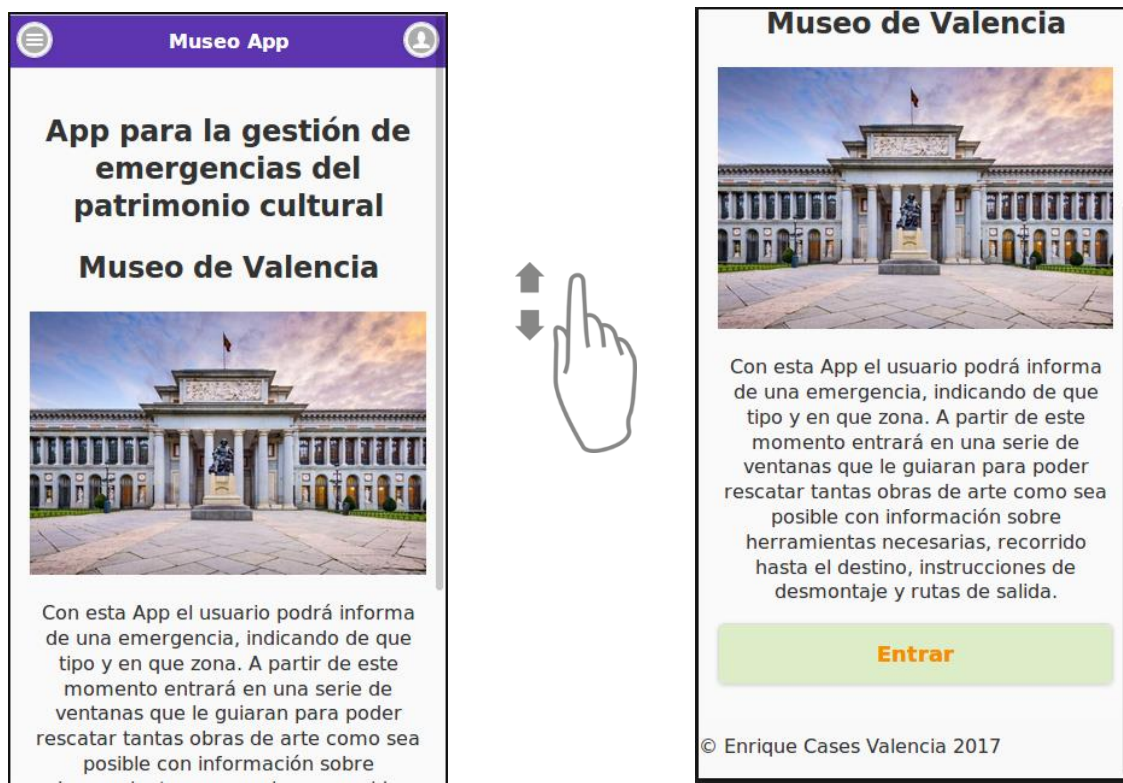 Museo App
App para la gestión de
emergencias del
patrimonio cultural
Museo de Valencia
Con esta App el usuario podrá informa
de una emergencia, indicando de que
tipo y en que zona. A partir de este
momento entrará en una serie de
ventanas que le guiaran para poder
rescatar tantas obras de arte como sea
posible con información sobre
Museo de Valencia
Con esta App el usuario podrá informa
de una emergencia, indicando de que
tipo y en que zona. A partir de este
momento entrará en una serie de
ventanas que le guiaran para poder
rescatar tantas obras de arte como sea
posible con información sobre
herramientas necesarias, recorrido
hasta el destino, instrucciones de
desmontaje y rutas de salida.
Entrar
© Enrique Cases Valencia 2017